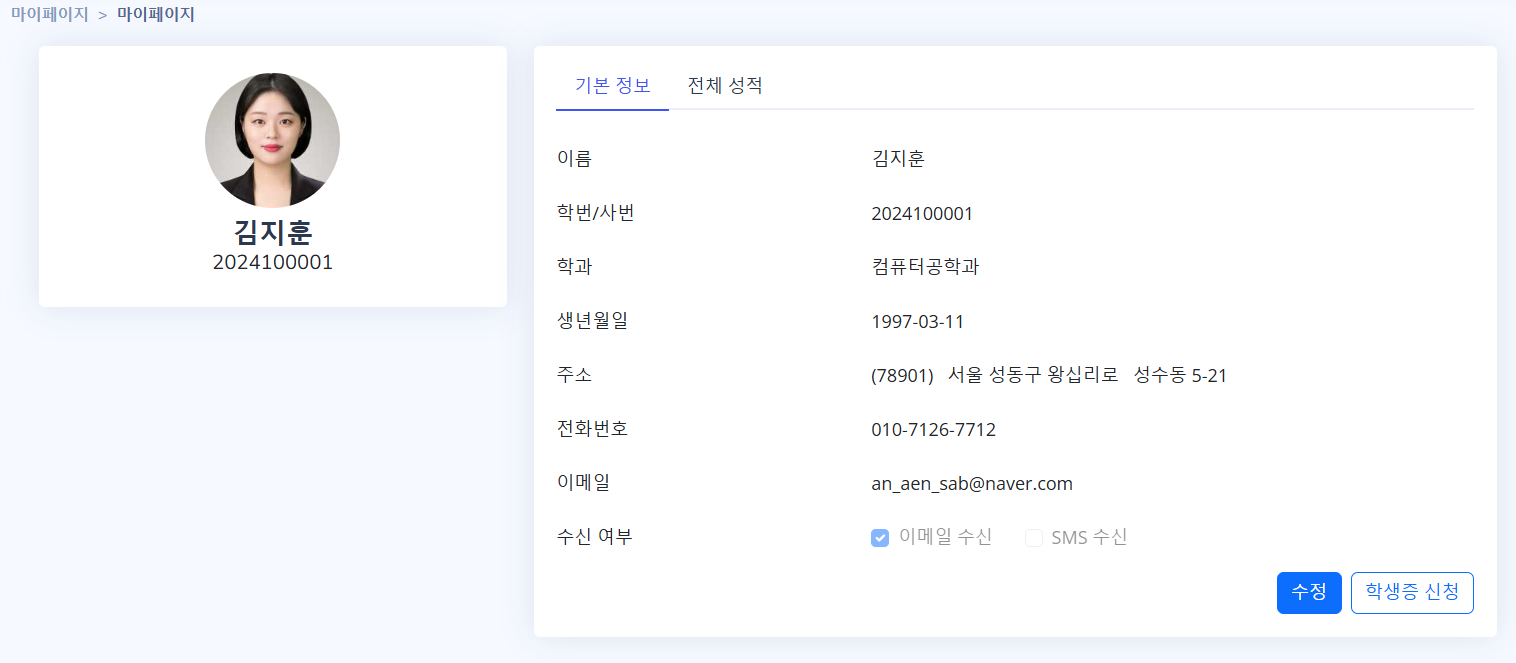 마이페이지 > 마이페이지
김지훈
2024100001
기본 정보 전체 성적
이름 김지훈
학번/사번 2024100001
학과 컴퓨터공학과
생년월일 1997-03-11
주소 (78901) 서울 성동구 왕십리로 성수동 5-21
전화번호 010-7126-7712
이메일 an_aen_sab@naver.com
수신 여부 이메일 수신 SMS 수신
수정 학생증 신청